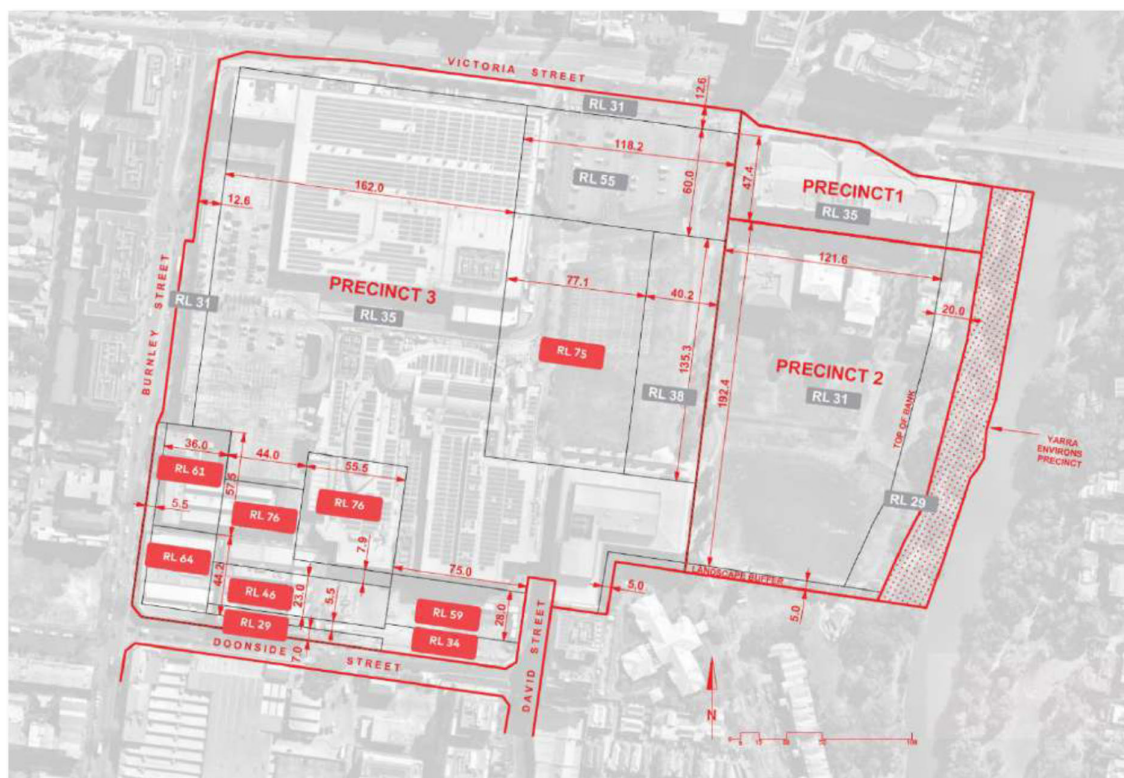 VICTORIA STREET
12.6
RL 31
118.2
RL 55
60.0
47.4
PRECINCT1
RL 35
162.0
12.6
PRECINCT 3
RL 35
RL 31
BURNLEY STREET
77.1
40.2
RL 75
135.3
RL 38
192.4
121.6
20.0
PRECINCT 2
RL 31
TOP OF BANK
RL 29
YARRA
ENVIRONS
PRECINCT
36.0
RL 61
5.5
57.5
44.0
RL 76
55.5
RL 76
RL 64
44.2
RL 46
7.9
23.0
5.5
RL 29
7.0
75.0
RL 59
28.0
RL 34
DOONSIDE STREET
DAVID STREET
LANDSCAPE BUFFER
5.0
5.0
N
0